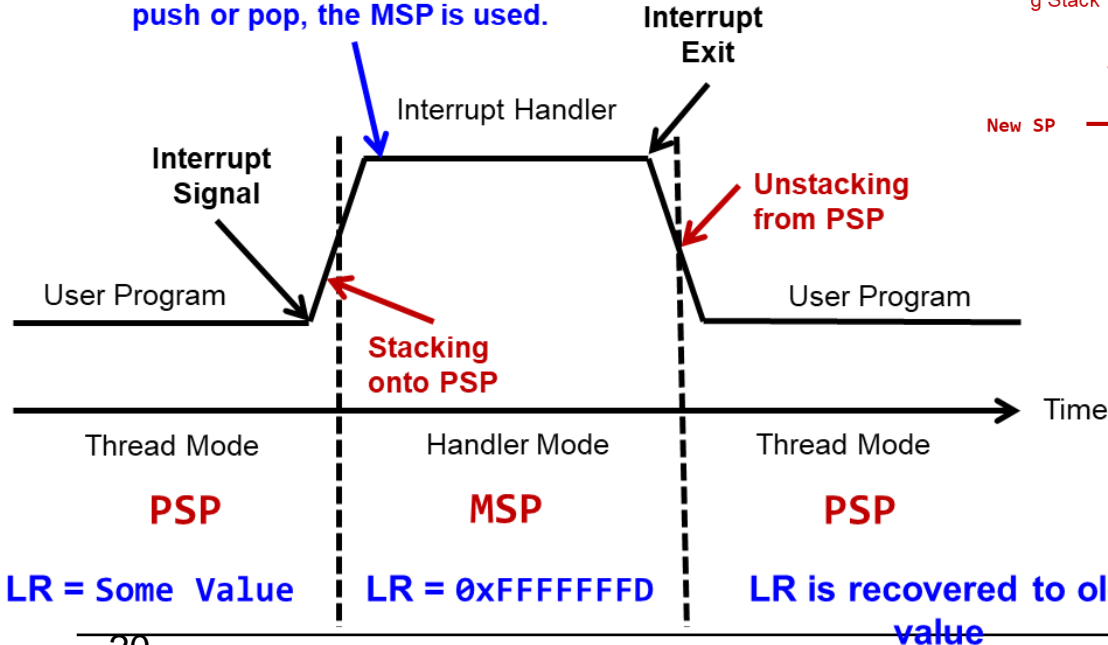 push or pop, the MSP is used.
g Stack
Interrupt
Exit
Interrupt Handler
New SP
Interrupt
Signal
Unstacking
from PSP
User Program
User Program
Stacking
onto PSP
Time
Thread Mode
Handler Mode
Thread Mode
PSP
MSP
PSP
LR = Some Value
LR = 0xFFFFFFFD
LR is recovered to ol
value